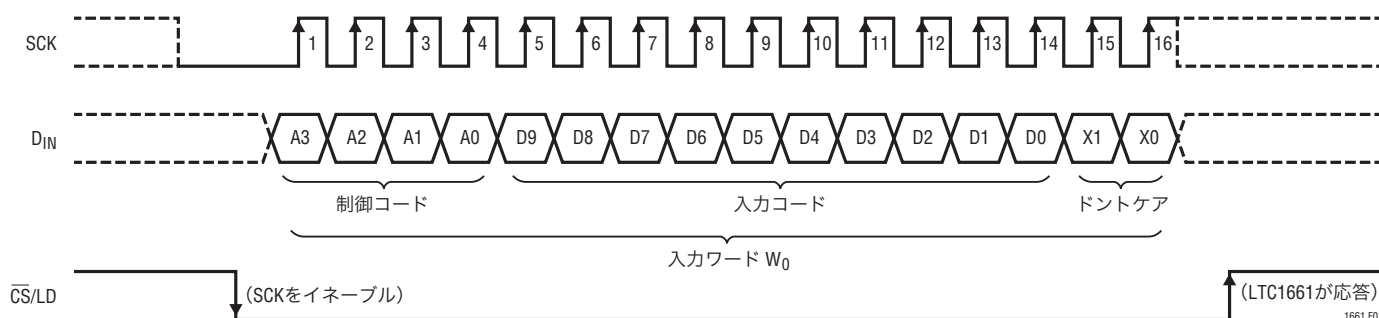 SCK
1 2 3 4 5 6 7 8 9 10 11 12 13 14 15 16
DIN
A3 A2 A1 A0 D9 D8 D7 D6 D5 D4 D3 D2 D1 D0 X1 X0
制御コード 入力コード ドントケア
入力ワード W0
CS/LD
(SCKをイネーブル) (LTC1661が応答)